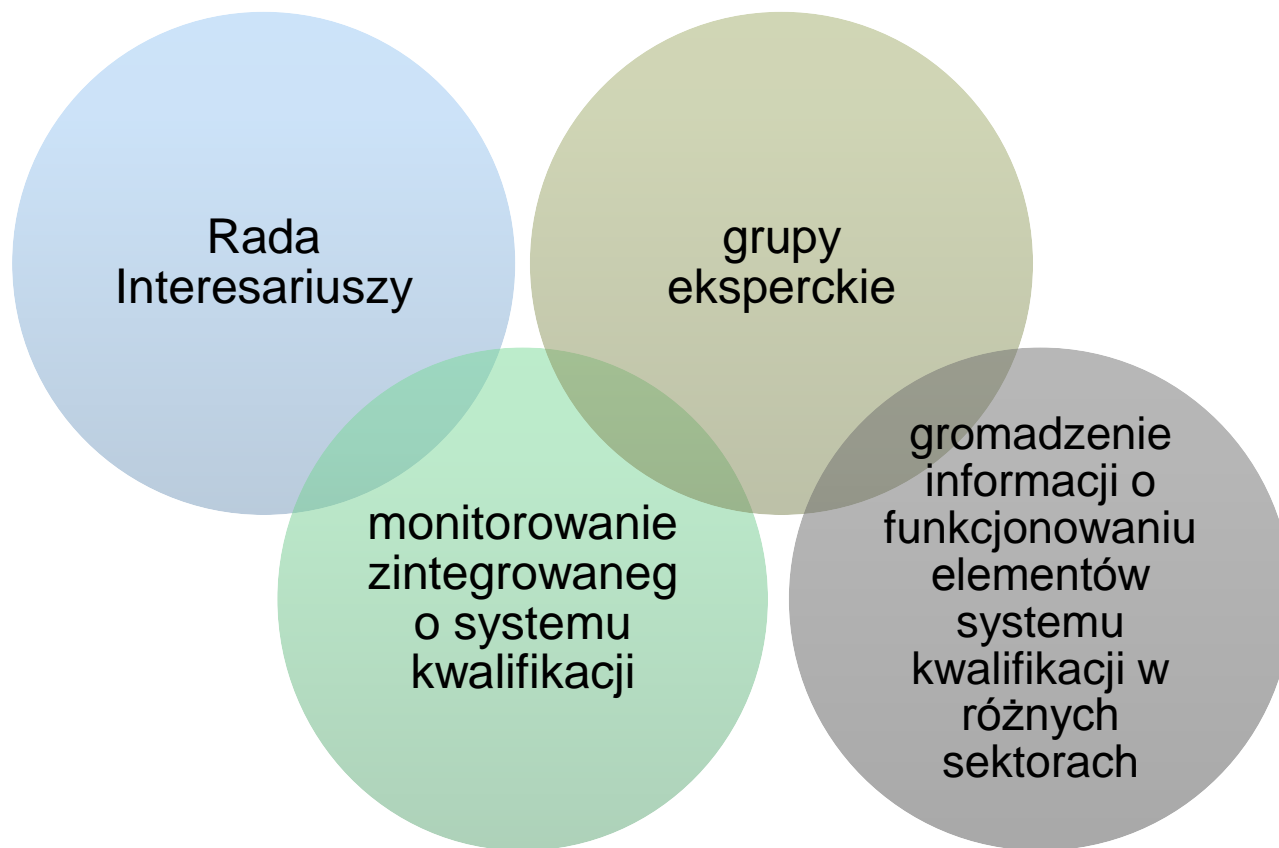 Rada
Interesariuszy
grupy
eksperckie
monitorowanie
zintegrowaneg
o systemu
kwalifikacji
gromadzenie
informacji o
funkcjonowaniu
elementów
systemu
kwalifikacji w
różnych
sektorach